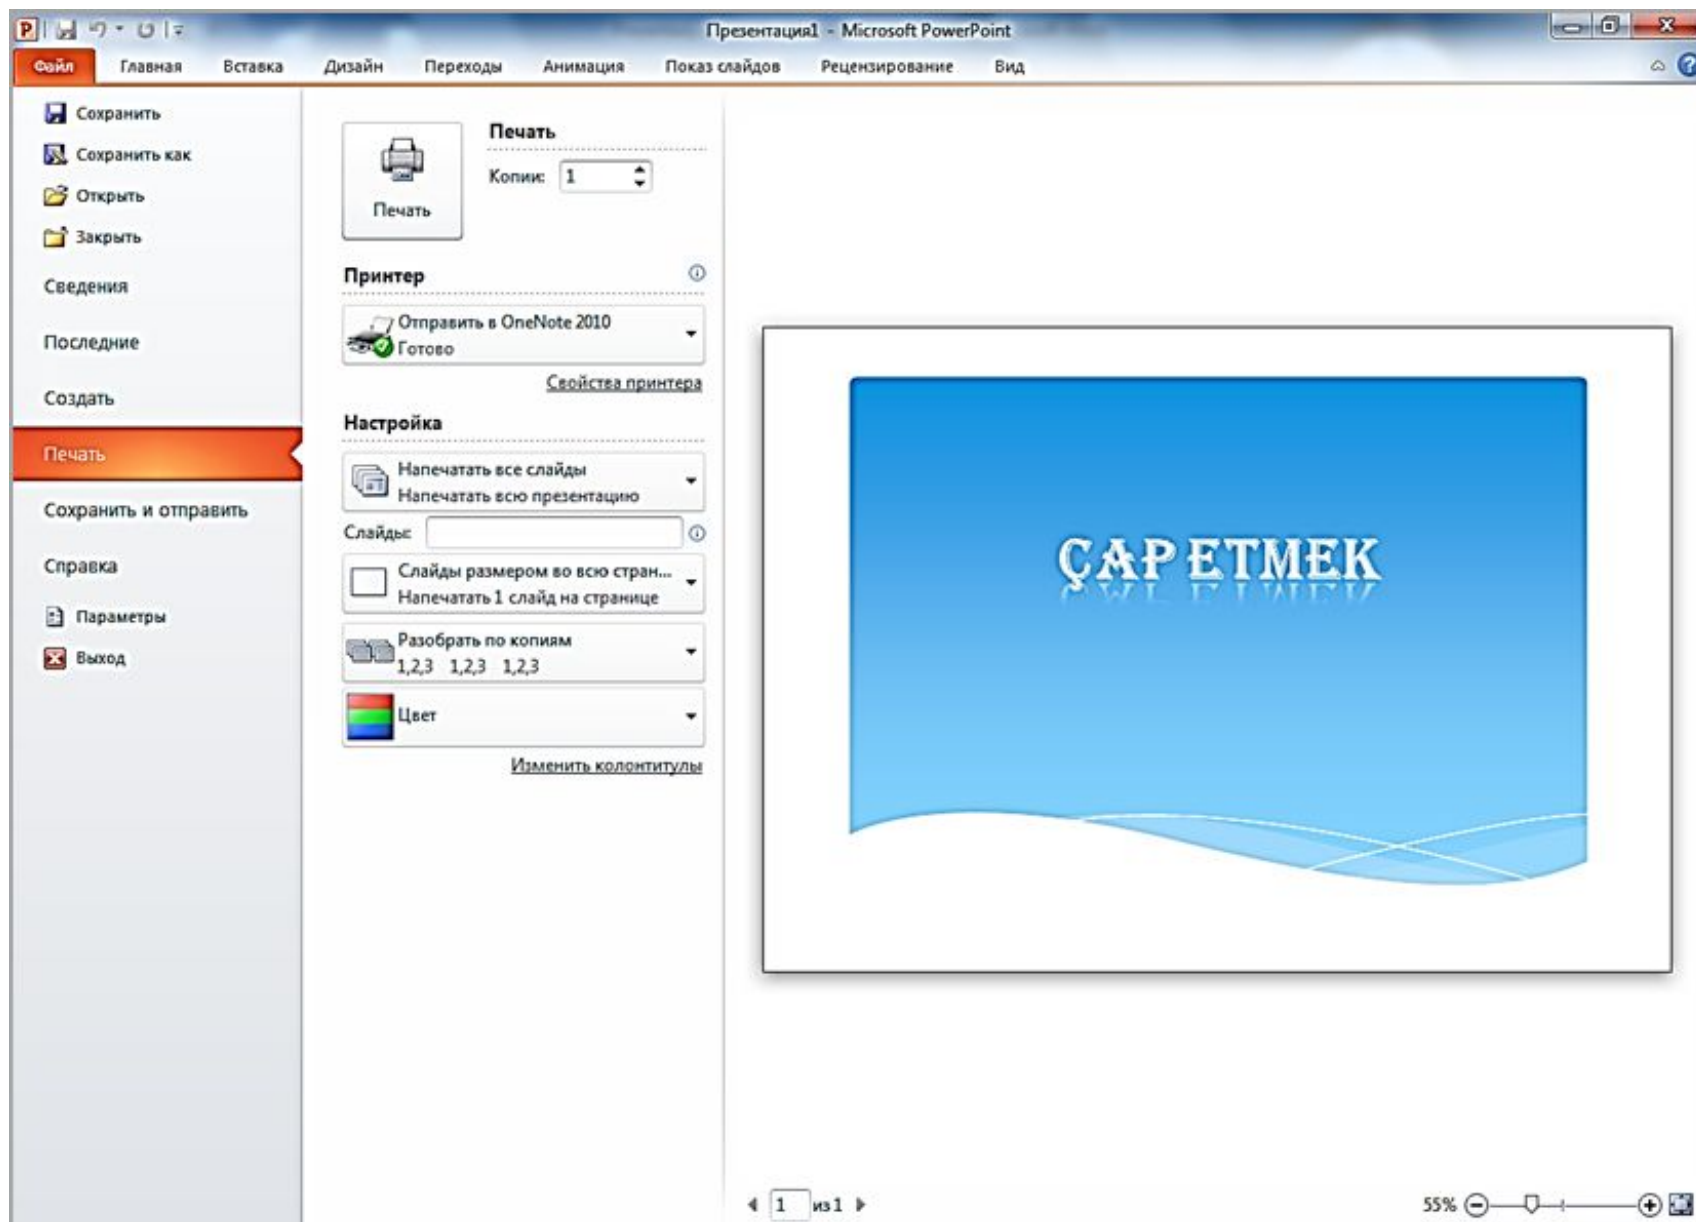 Презентация1 - Microsoft PowerPoint
Файл Главная Вставка Дизайн Переходы Анимация Показ слайдов Рецензирование Вид
Сохранить
Сохранить как
Открыть
Закрыть
Сведения
Последние
Создать
Печать
Сохранить и отправить
Справка
Параметры
Выход
Печать
Печать
Копии: 1
Принтер
Отправить в OneNote 2010
Готово
Свойства принтера
Настройка
Напечатать все слайды
Напечатать всю презентацию
Слайды:
Слайды размером во всю стран...
Напечатать 1 слайд на странице
Разобрать по копиям
1,2,3 1,2,3 1,2,3
Цвет
Изменить колонтитулы
ÇAP ETMEK
1 из 1
55%